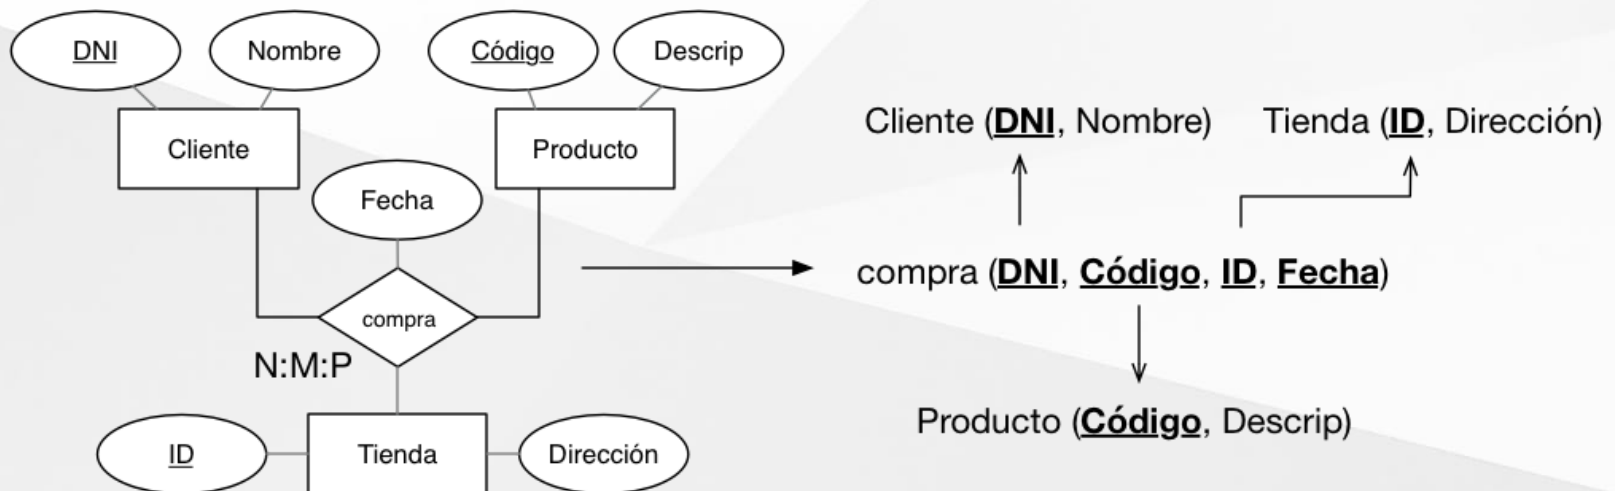 DNI
Nombre
Código
Descrip
Cliente
Producto
Fecha
compra
N:M:P
ID
Tienda
Dirección
Cliente (DNI, Nombre)
Tienda (ID, Dirección)
compra (DNI, Código, ID, Fecha)
Producto (Código, Descrip)